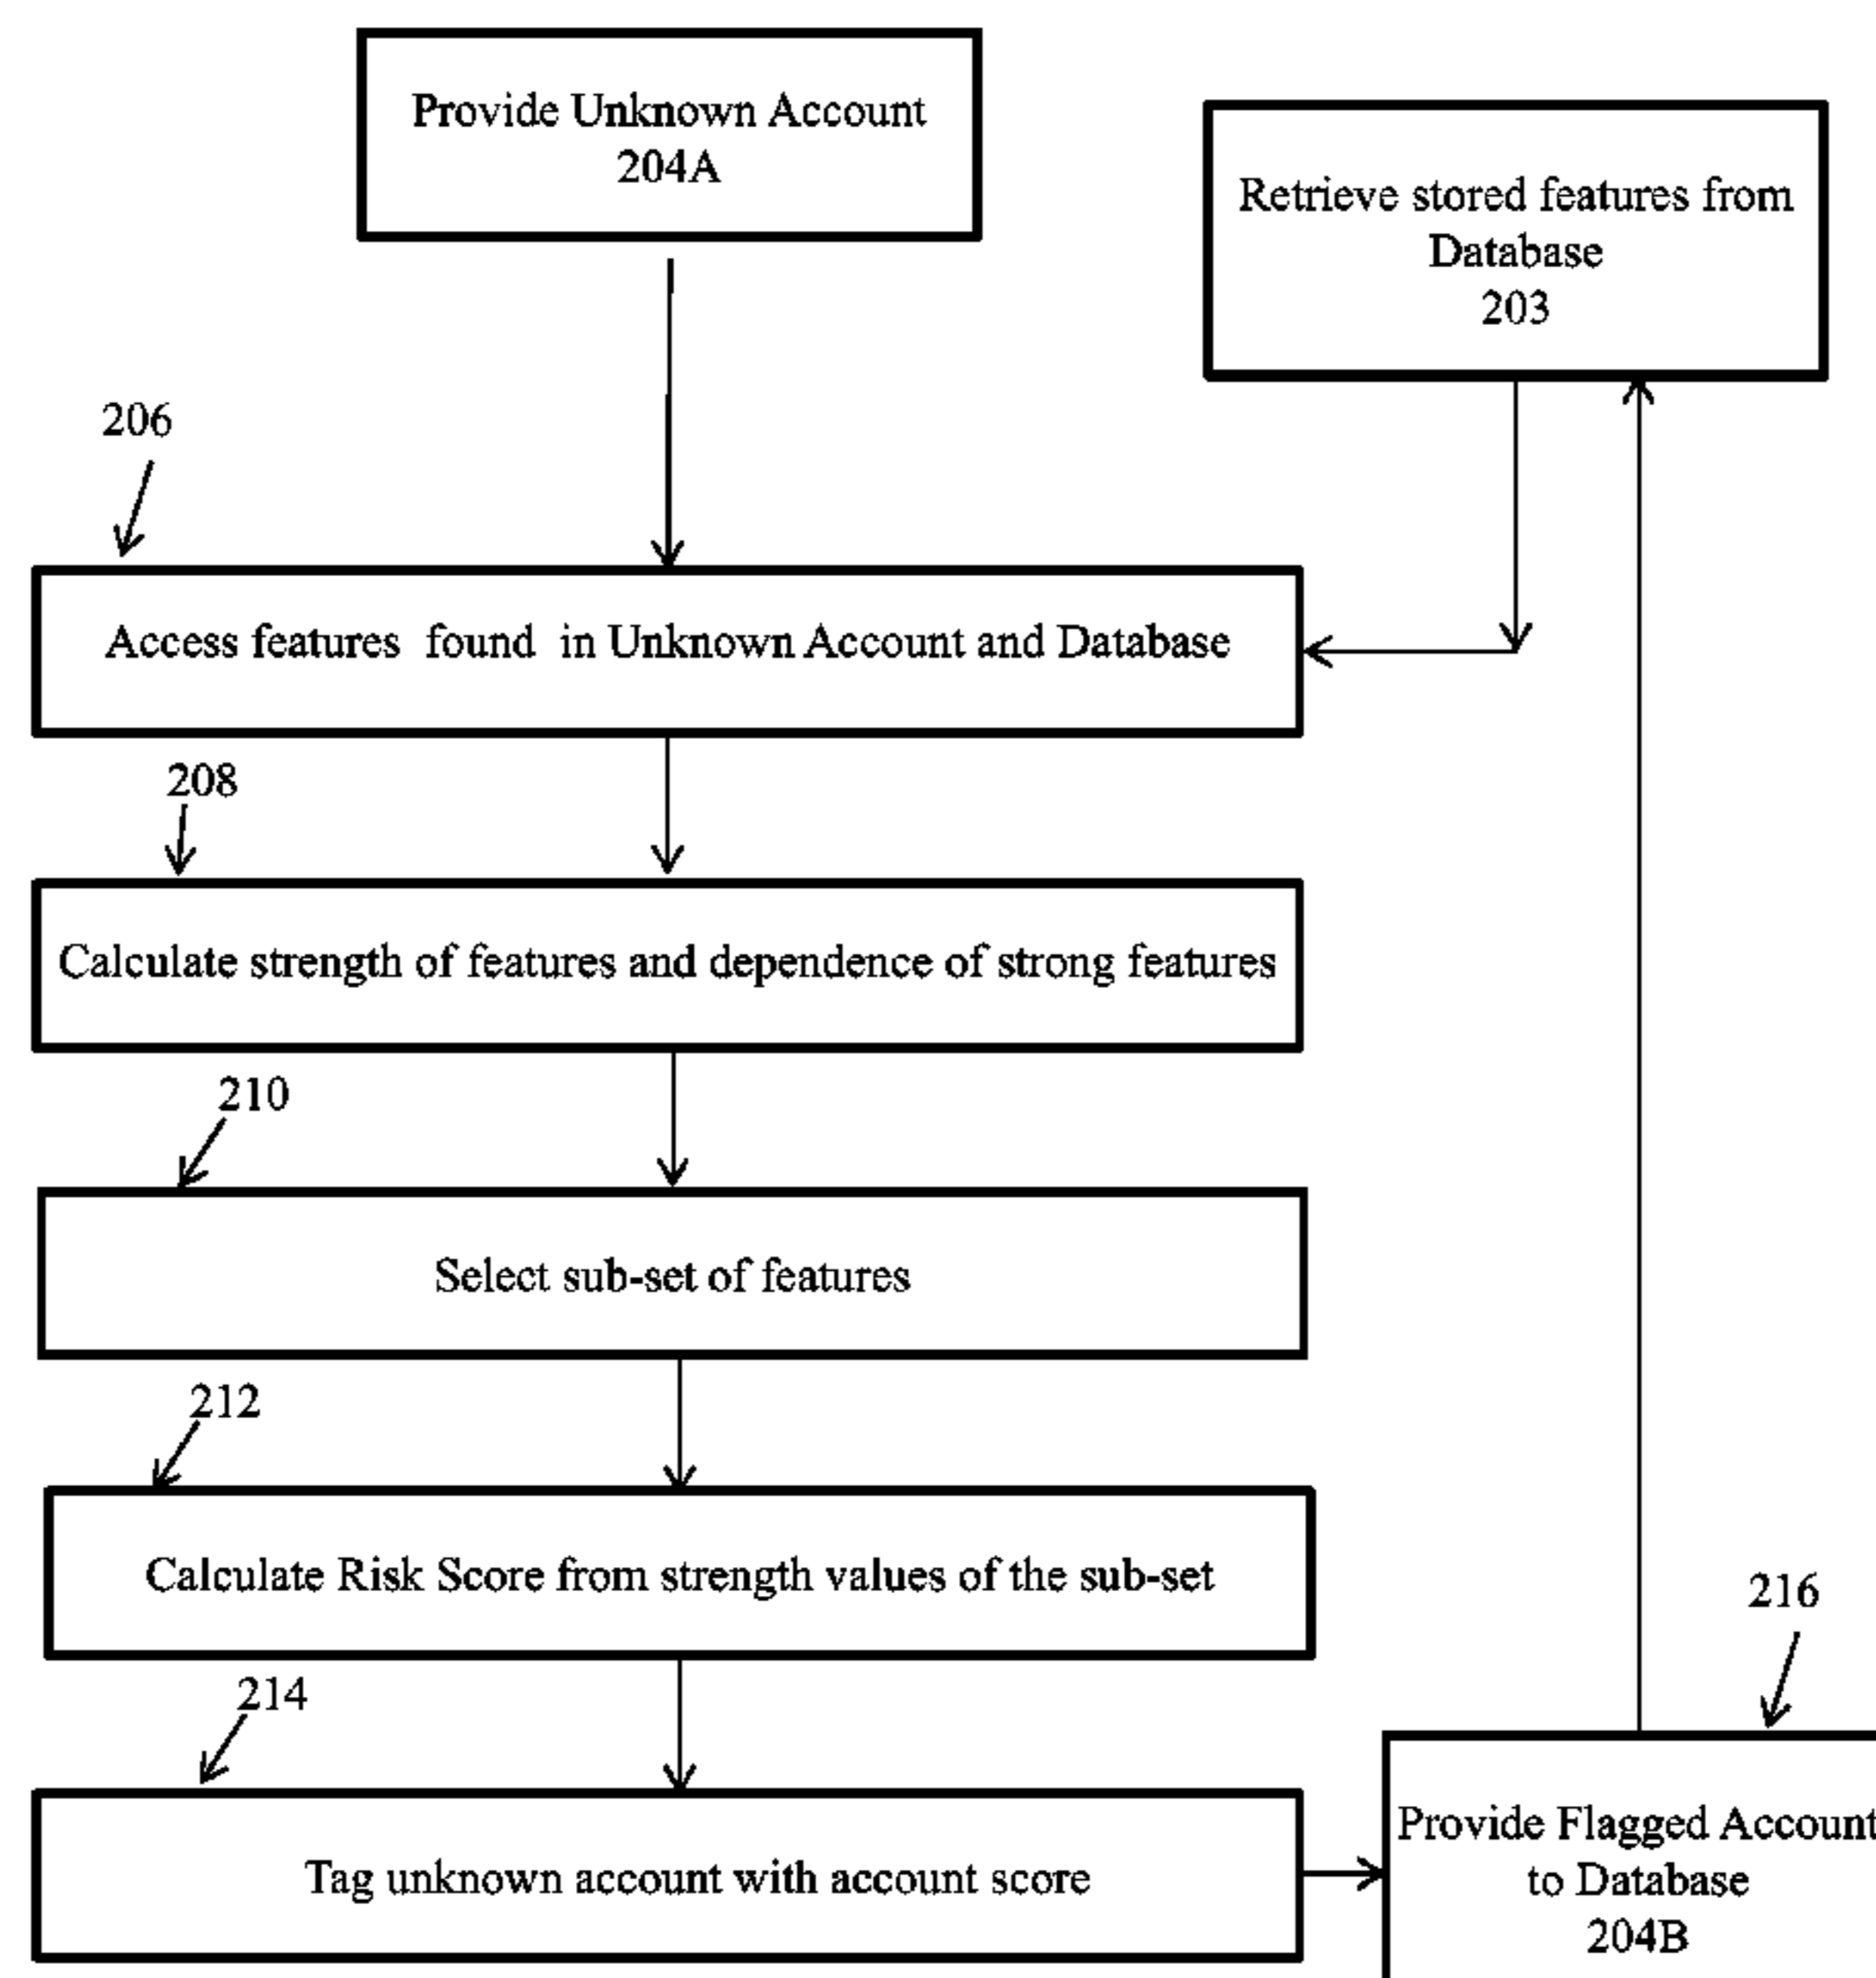 Provide Unknown Account
204A
Retrieve stored features from
Database
203
206
Access features found in Unknown Account and Database
208
Calculate strength of features and dependence of strong features
210
Select sub-set of features
212
Calculate Risk Score from strength values of the sub-set
214
216
Tag unknown account with account score
Provide Flagged Account
to Database
204B